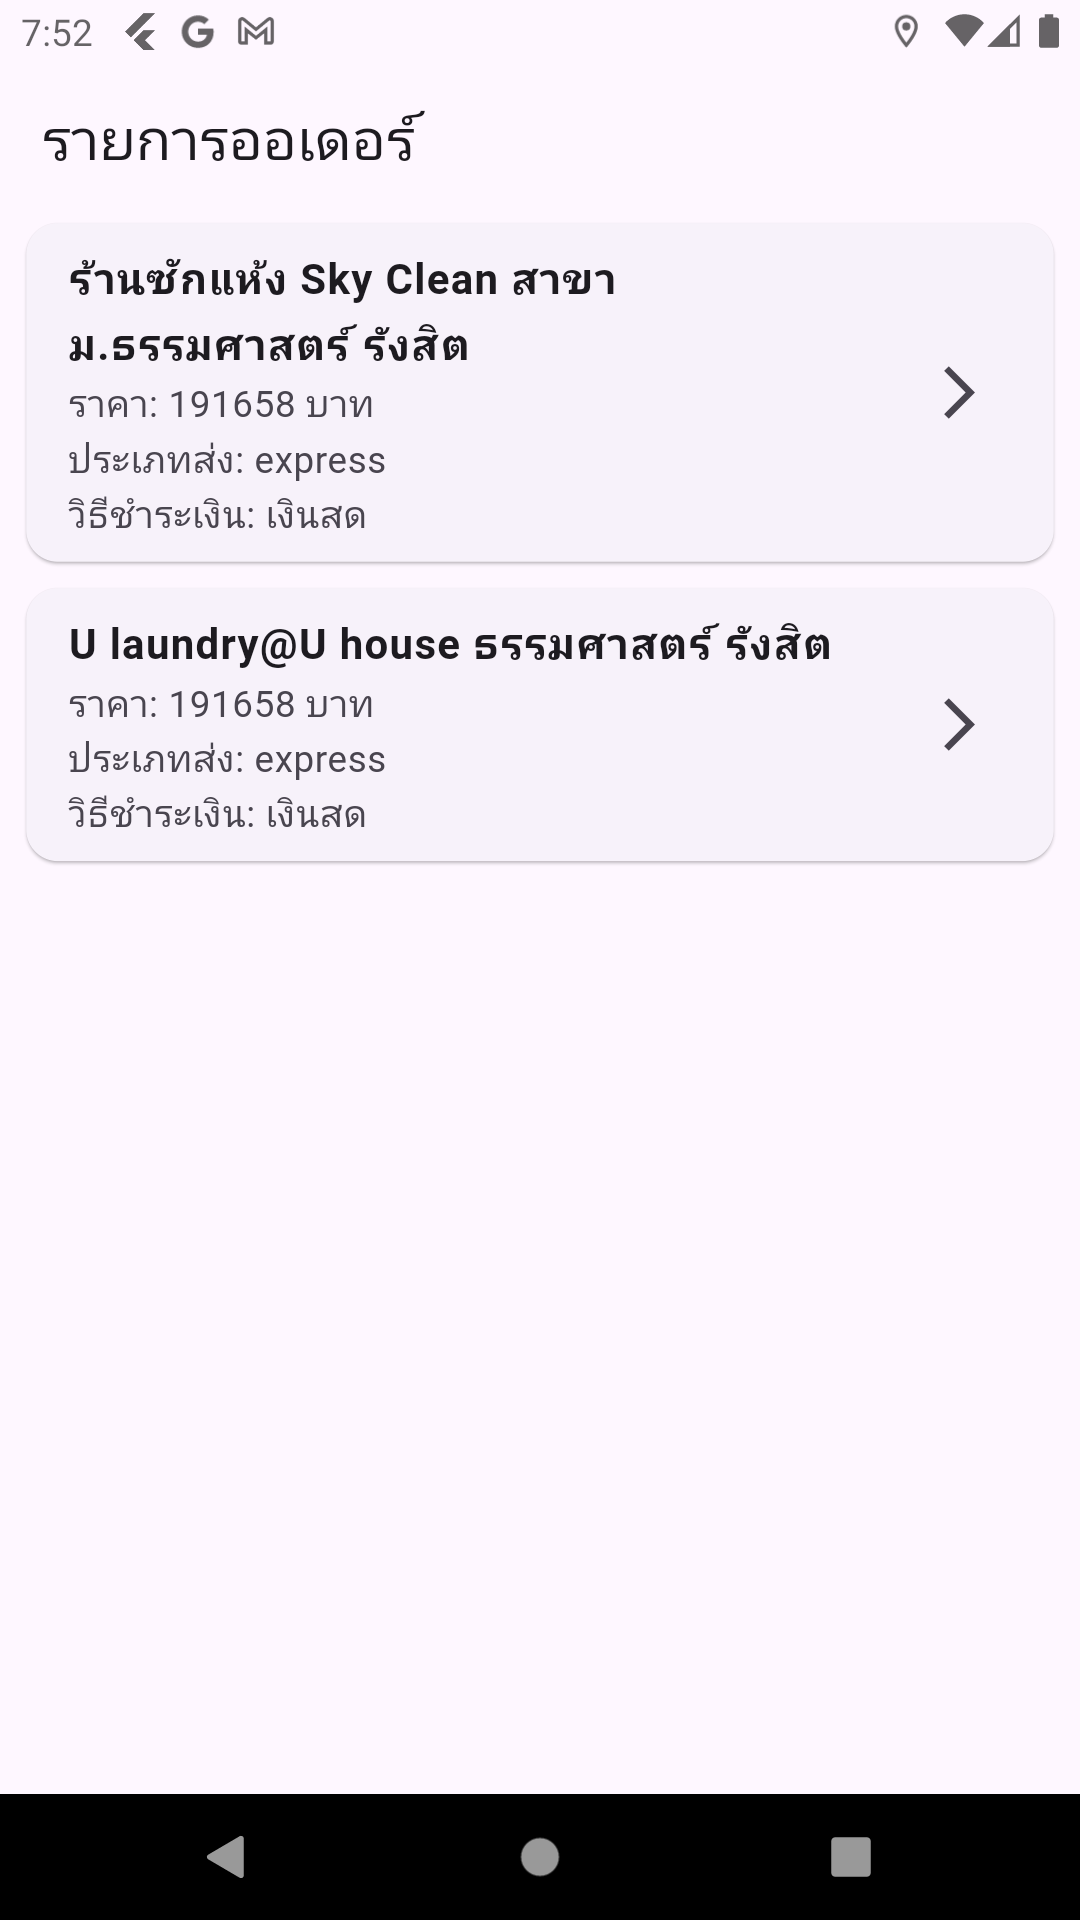 7:52
รายการออเดอร์
ร้านซักแห้ง Sky Clean สาขา
ม.ธรรมศาสตร์ รังสิต
ราคา: 191658 บาท
ประเภทส่ง: express
วิธีชำระเงิน: เงินสด
U laundry@U house ธรรมศาสตร์ รังสิต
ราคา: 191658 บาท
ประเภทส่ง: express
วิธีชำระเงิน: เงินสด